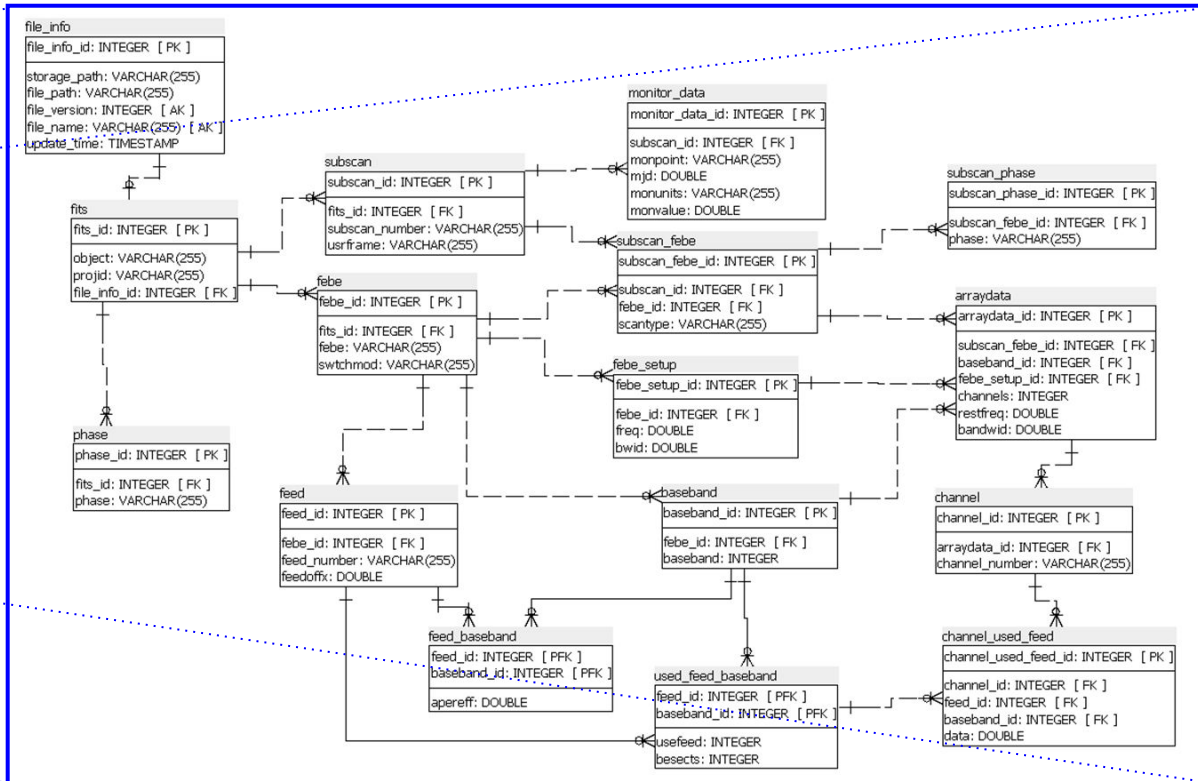 file_info
file_info_id: INTEGER [ PK ]
storage_path: VARCHAR(255)
file_path: VARCHAR(255)
file_version: INTEGER [ AK ]
file_name: VARCHAR(255) [ AK ]
update_time: TIMESTAMP
monitor_data
monitor_data_id: INTEGER [ PK ]
subscan_id: INTEGER [ FK ]
monpoint: VARCHAR(255)
mjd: DOUBLE
monunits: VARCHAR(255)
monvalue: DOUBLE
subscan
subscan_id: INTEGER [ PK ]
fits_id: INTEGER [ FK ]
subscan_number: VARCHAR(255)
usrframe: VARCHAR(255)
subscan_phase
subscan_phase_id: INTEGER [ PK ]
subscan_febe_id: INTEGER [ FK ]
phase: VARCHAR(255)
fits
fits_id: INTEGER [ PK ]
object: VARCHAR(255)
projid: VARCHAR(255)
file_info_id: INTEGER [ FK ]
subscan_febe
subscan_febe_id: INTEGER [ PK ]
subscan_id: INTEGER [ FK ]
febe_id: INTEGER [ FK ]
scantype: VARCHAR(255)
febe
febe_id: INTEGER [ PK ]
fits_id: INTEGER [ FK ]
febe: VARCHAR(255)
swtchmod: VARCHAR(255)
arraydata
arraydata_id: INTEGER [ PK ]
subscan_febe_id: INTEGER [ FK ]
baseband_id: INTEGER [ FK ]
febe_setup_id: INTEGER [ FK ]
channels: INTEGER
restfreq: DOUBLE
bandwid: DOUBLE
febe_setup
febe_setup_id: INTEGER [ PK ]
febe_id: INTEGER [ FK ]
freq: DOUBLE
bwid: DOUBLE
phase
phase_id: INTEGER [ PK ]
fits_id: INTEGER [ FK ]
phase: VARCHAR(255)
feed
feed_id: INTEGER [ PK ]
febe_id: INTEGER [ FK ]
feed_number: VARCHAR(255)
feedoffx: DOUBLE
baseband
baseband_id: INTEGER [ PK ]
febe_id: INTEGER [ FK ]
baseband: INTEGER
channel
channel_id: INTEGER [ PK ]
arraydata_id: INTEGER [ FK ]
channel_number: VARCHAR(255)
feed_baseband
feed_id: INTEGER [ PFK ]
baseband_id: INTEGER [ PFK ]
apereff: DOUBLE
used_feed_baseband
feed_id: INTEGER [ PFK ]
baseband_id: INTEGER [ PFK ]
usefeed: INTEGER
besects: INTEGER
channel_used_feed
channel_used_feed_id: INTEGER [ PK ]
channel_id: INTEGER [ FK ]
feed_id: INTEGER [ FK ]
baseband_id: INTEGER [ FK ]
data: DOUBLE